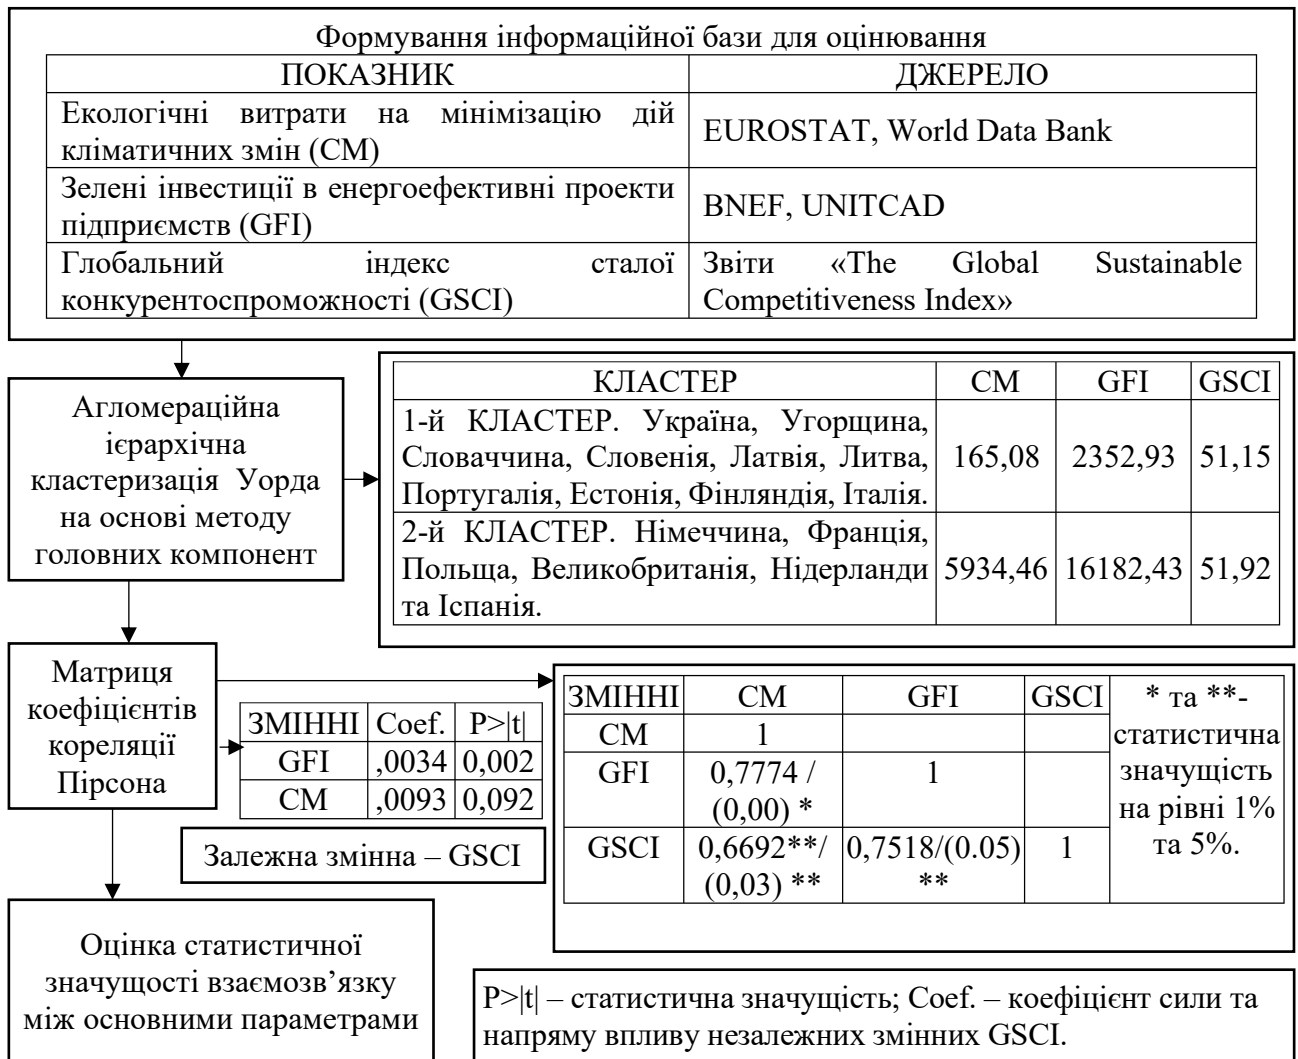 Формування інформаційної бази для оцінювання
ПОКАЗНИК
ДЖЕРЕЛО
Екологічні витрати на мінімізацію дій
кліматичних змін (CM)
EUROSTAT, World Data Bank
Зелені інвестиції в енергоефективні проекти
підприємств (GFI)
BNEF, UNITCAD
Глобальний індекс сталої
конкурентоспроможності (GSCI)
Звіти «The Global Sustainable
Competitiveness Index»
Агломераційна
ієрархічна
кластеризація Уорда
на основі методу
головних компонент
КЛАСТЕР
CM
GFI
GSCI
1-й КЛАСТЕР. Україна, Угорщина,
Словаччина, Словенія, Латвія, Литва,
Португалія, Естонія, Фінляндія, Італія.
165,08
2352,93
51,15
2-й КЛАСТЕР. Німеччина, Франція,
Польща, Великобританія, Нідерланди
та Іспанія.
5934,46
16182,43
51,92
Матриця
коефіцієнтів
кореляції
Пірсона
ЗМІННІ
Coef.
P>|t|
GFI
,0034
0,002
CM
,0093
0,092
Залежна змінна – GSCI
ЗМІННІ
CM
GFI
GSCI
CM
1
GFI
0,7774 /
(0,00) *
1
GSCI
0,6692**/
(0,03) **
0,7518/(0.05)
**
1
* та **-
статистична
значущість
на рівні 1%
та 5%.
Оцінка статистичної
значущості взаємозв’язку
між основними параметрами
P>|t| – статистична значущість; Coef. – коефіцієнт сили та
напряму впливу незалежних змінних GSCI.